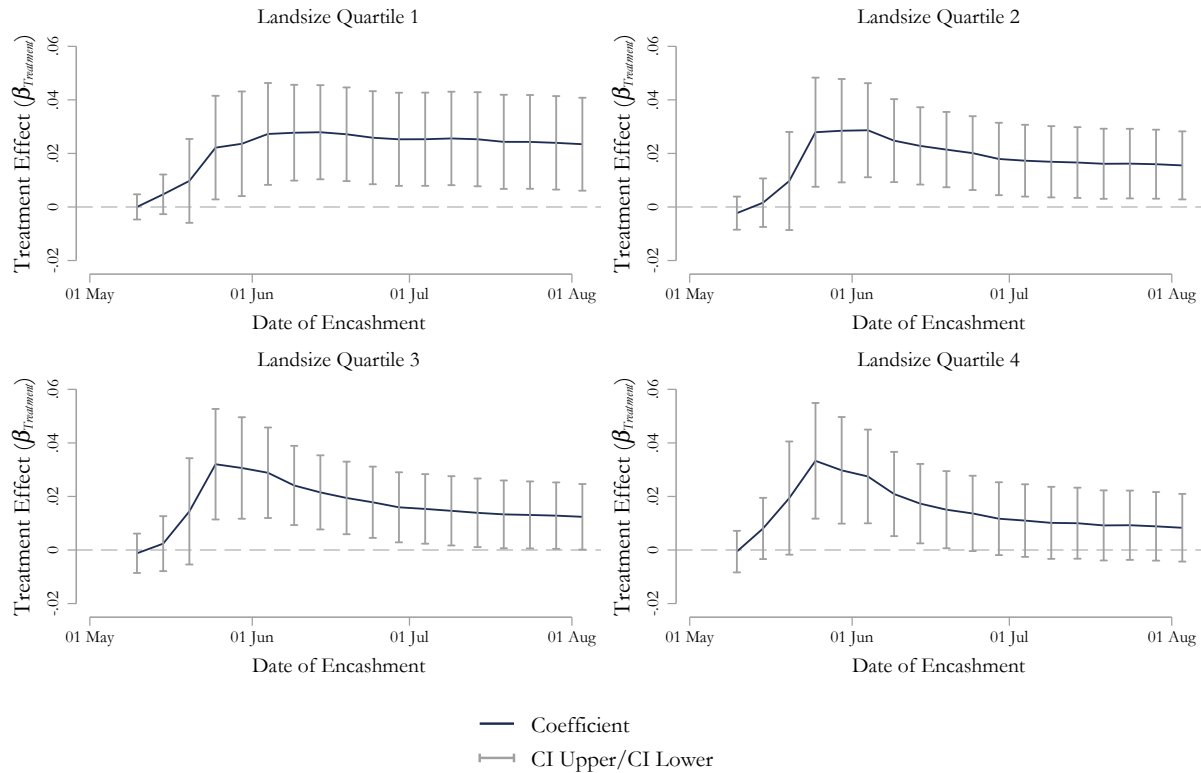 Landsize Quartile 1
Treatment Effect (βTreatment)
.06
.04
.02
0
-.02
01 May 01 Jun 01 Jul 01 Aug
Date of Encashment
Landsize Quartile 2
Treatment Effect (βTreatment)
.06
.04
.02
0
-.02
01 May 01 Jun 01 Jul 01 Aug
Date of Encashment
Landsize Quartile 3
Treatment Effect (βTreatment)
.06
.04
.02
0
-.02
01 May 01 Jun 01 Jul 01 Aug
Date of Encashment
Landsize Quartile 4
Treatment Effect (βTreatment)
.06
.04
.02
0
-.02
01 May 01 Jun 01 Jul 01 Aug
Date of Encashment
Coefficient
CI Upper/CI Lower